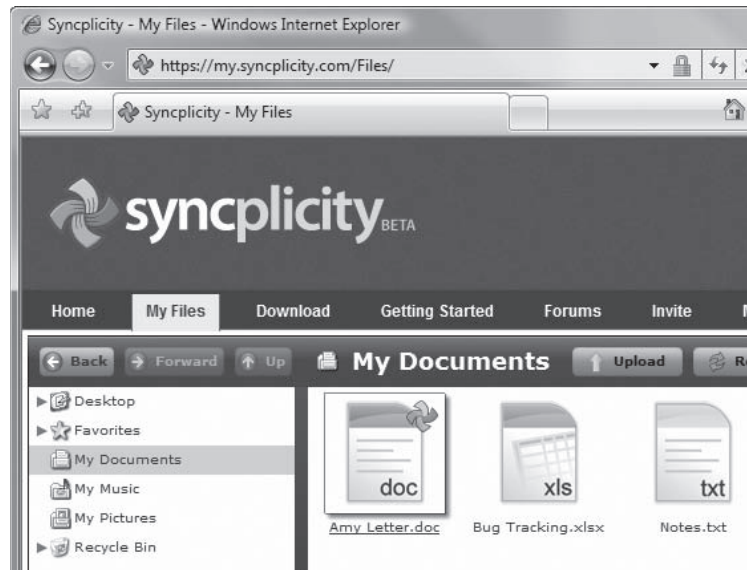 Syncplicity - My Files - Windows Internet Explorer
https://my.syncplicity.com/Files/
Syncplicity - My Files
syncplicity BETA
Home My Files Download Getting Started Forums Invite
Back Forward Up My Documents Upload
Desktop
Favorites
My Documents
My Music
My Pictures
Recycle Bin
doc xls txt
Amy Letter.doc Bug Tracking.xlsx Notes.txt